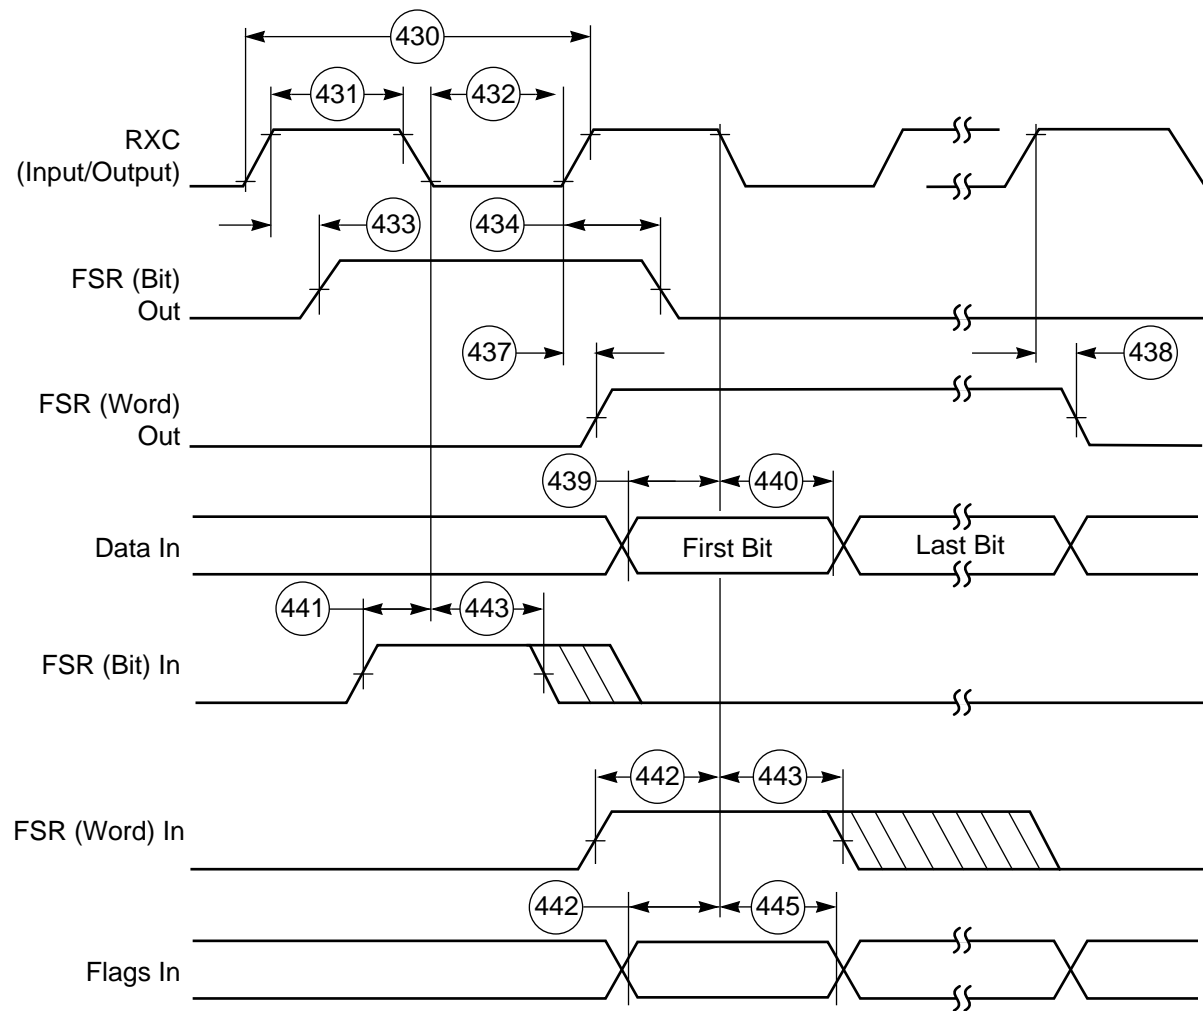 430
431
432
RXC
(Input/Output)
433
434
FSR (Bit)
Out
437
438
FSR (Word)
Out
439
440
Data In
First Bit
Last Bit
441
443
FSR (Bit) In
442
443
FSR (Word) In
442
445
Flags In